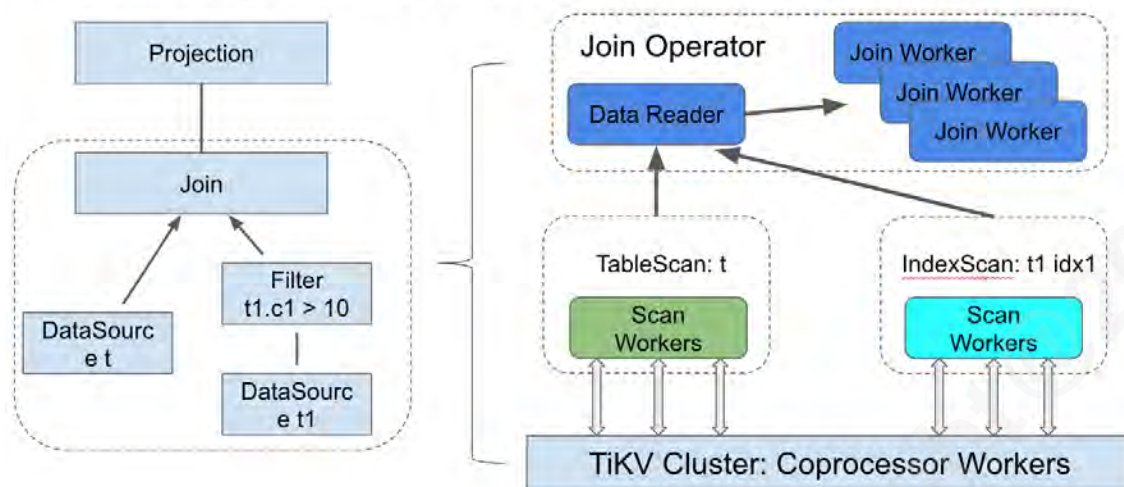 Projection
Join
Filter
t1.c1 > 10
DataSourc
e t
DataSourc
e t1
Join Operator
Data Reader
Join Worker
Join Worker
Join Worker
TableScan: t
Scan
Workers
IndexScan: t1 idx1
Scan
Workers
TiKV Cluster: Coprocessor Workers